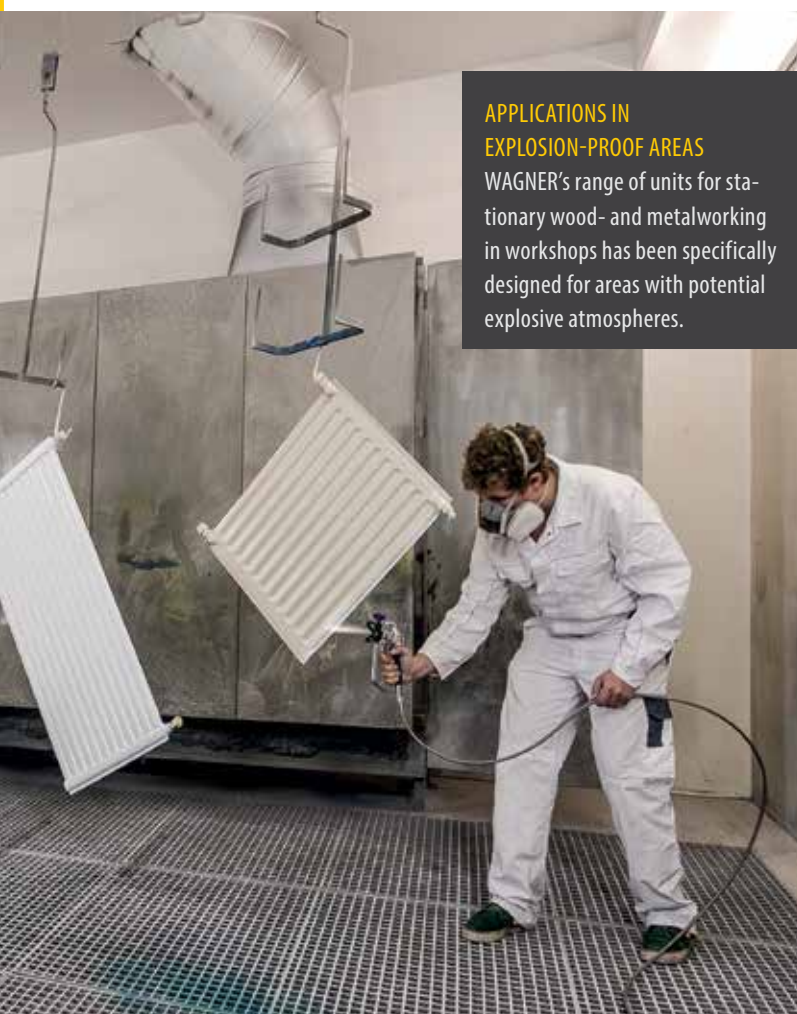 APPLICATIONS IN
EXPLOSION-PROOF AREAS
WAGNER's range of units for sta-
tionary wood- and metalworking
in workshops has been specifically
designed for areas with potential
explosive atmospheres.